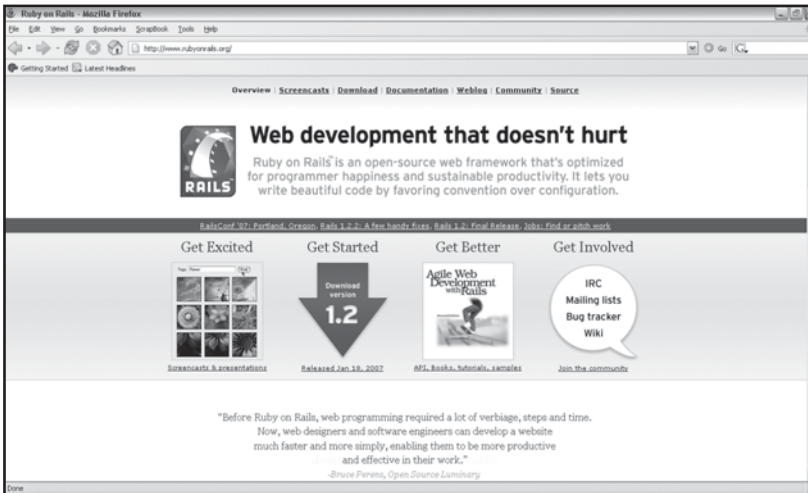 Ruby on Rails - Mozilla Firefox
File Edit View Go Bookmarks ScrapBook Tools Help
http://www.rubyonrails.org/
Go
Getting Started Latest Headlines
Overview | Screencasts | Download | Documentation | Weblog | Community | Source
RAILS
Web development that doesn't hurt
Ruby on Rails™ is an open-source web framework that's optimized
for programmer happiness and sustainable productivity. It lets you
write beautiful code by favoring convention over configuration.
RailsConf '07: Portland, Oregon, Rails 1.2.2: A few handy fixes, Rails 1.2: Final Release, Jobs: Find or pitch work
Get Excited
Get Started
Get Better
Get Involved
Download
version
1.2
Agile Web
Development
with Rails
IRC
Mailing lists
Bug tracker
Wiki
Screencasts & presentations
Released Jan 18, 2007
API, Books, tutorials, samples
Join the community
"Before Ruby on Rails, web programming required a lot of verbiage, steps and time.
Now, web designers and software engineers can develop a website
much faster and more simply, enabling them to be more productive
and effective in their work."
-Bruce Perens, Open Source Luminary
Done